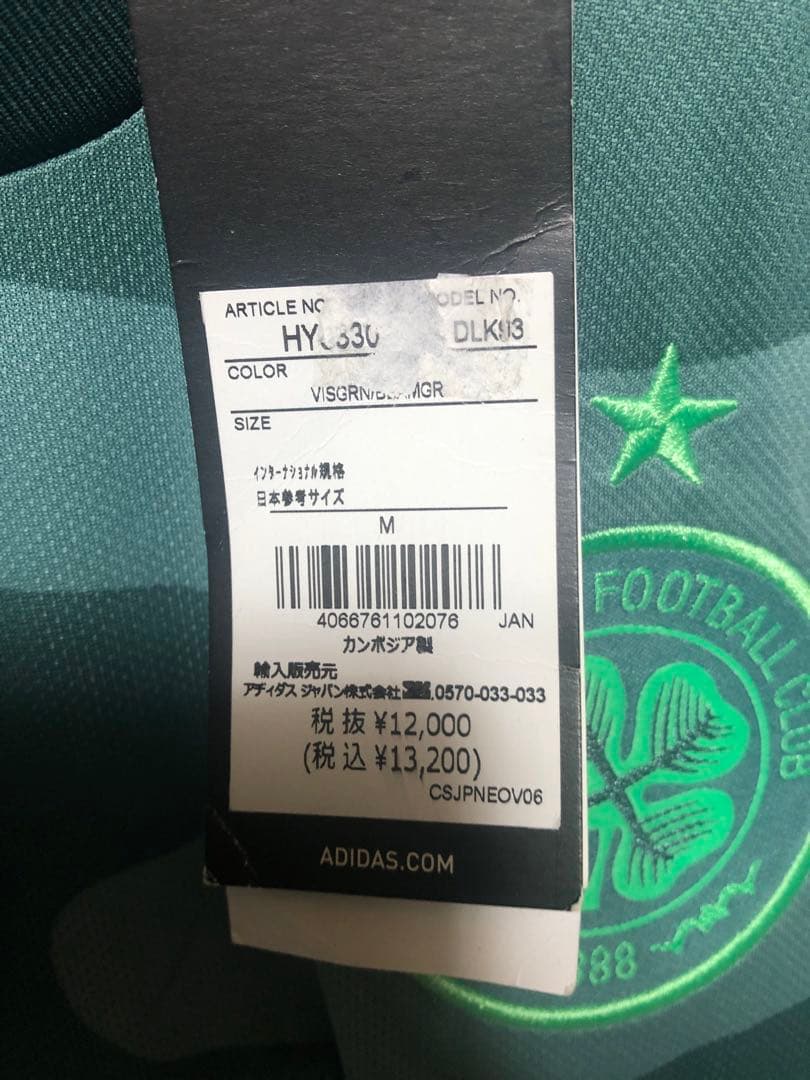 ARTICLE NO
MODEL NO.
DLK93
COLOR
SIZE
インターナショナル規格
日本参考サイズ
M
4066761102076 JAN
カンボジア製
輸入販売元
アディダス ジャパン株式会社 .0570-033-033
税抜 ¥12,000
(税込 ¥13,200)
CSJPNEOV06
ADIDAS.COM
FOOTBALL CLUB